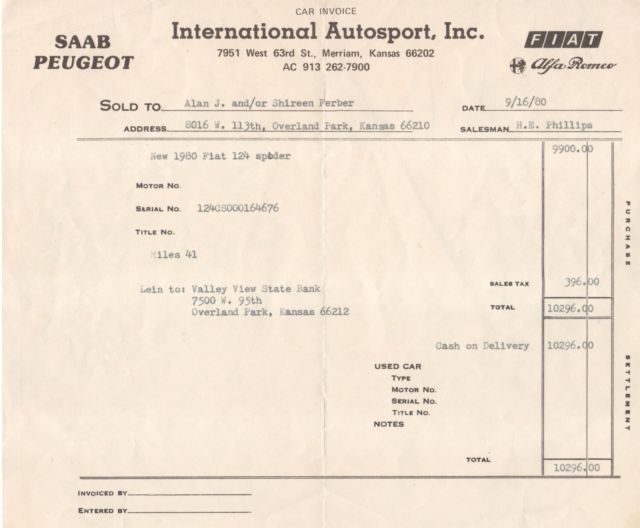 CAR INVOICE
International Autosport, Inc.
SAAB
PEUGEOT
7951 West 63rd St., Merriam, Kansas 66202
AC 913 262-7900
FIAT
Alfa Romeo
SOLD TO Alan J. and/or Shireen Ferber
DATE 9/16/80
ADDRESS 8016 W. 113th, Overland Park, Kansas 66210
SALESMAN H.E. Phillips
New 1980 Fiat 124 spider 9900.00
MOTOR NO.
SERIAL NO. 124CS000164676
TITLE NO.
Miles 41
PURCHASE
Lein to: Valley View State Bank
7500 W. 95th
Overland Park, Kansas 66212
SALES TAX 396.00
TOTAL 10296.00
Cash on Delivery 10296.00
USED CAR
TYPE
MOTOR NO.
SERIAL NO.
TITLE NO.
NOTES
SETTLEMENT
TOTAL 10296.00
INVOICED BY
ENTERED BY